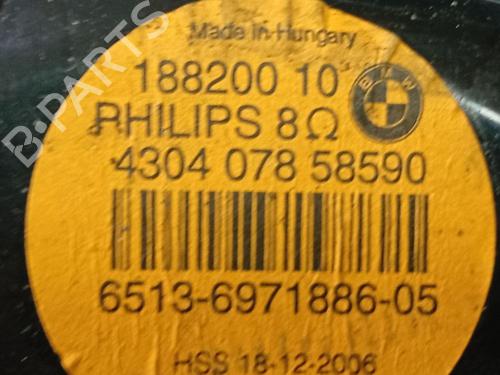 Made in Hungary
188200 10
BMW
PHILIPS 8Ω
4304 078 58590
6513-6971886-05
HSS 18-12-2006
B-PARTS